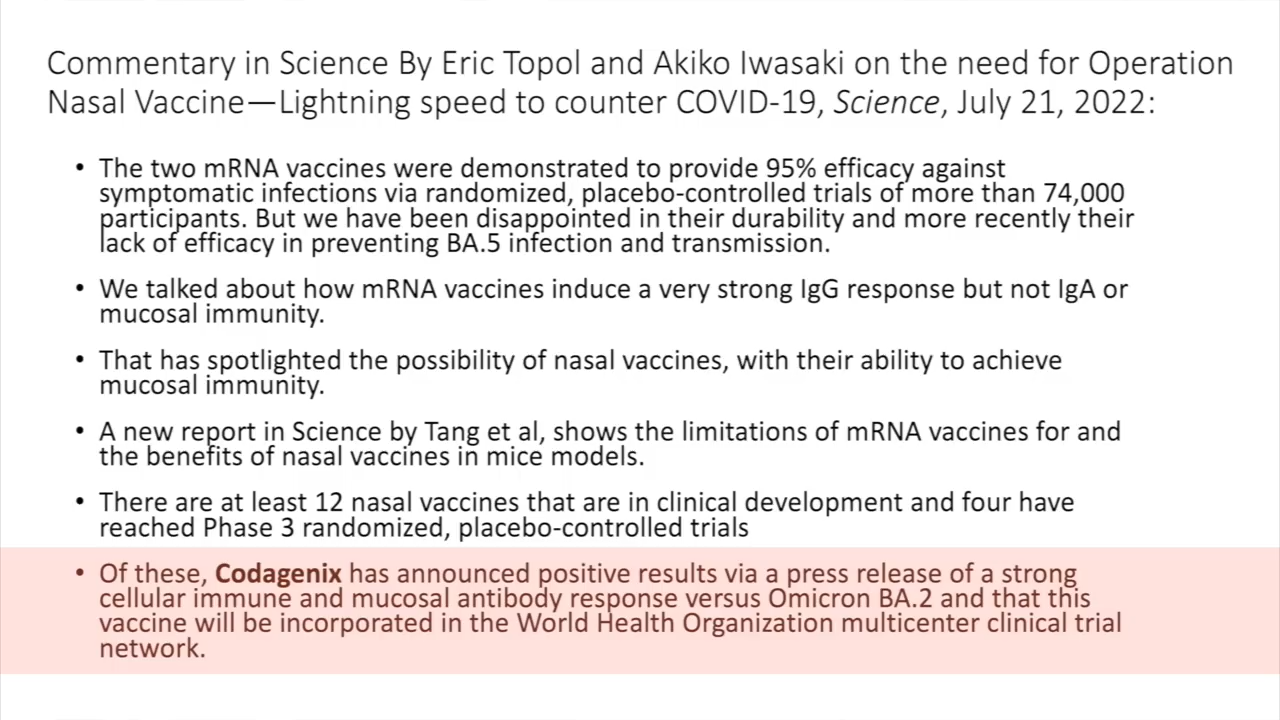 Commentary in Science By Eric Topol and Akiko Iwasaki on the need for Operation
Nasal Vaccine—Lightning speed to counter COVID-19, Science, July 21, 2022:
• The two mRNA vaccines were demonstrated to provide 95% efficacy against
symptomatic infections via randomized, placebo-controlled trials of more than 74,000
participants. But we have been disappointed in their durability and more recently their
lack of efficacy in preventing BA.5 infection and transmission.
• We talked about how mRNA vaccines induce a very strong IgG response but not IgA or
mucosal immunity.
• That has spotlighted the possibility of nasal vaccines, with their ability to achieve
mucosal immunity.
• A new report in Science by Tang et al, shows the limitations of mRNA vaccines for and
the benefits of nasal vaccines in mice models.
• There are at least 12 nasal vaccines that are in clinical development and four have
reached Phase 3 randomized, placebo-controlled trials
• Of these, Codagenix has announced positive results via a press release of a strong
cellular immune and mucosal antibody response versus Omicron BA.2 and that this
vaccine will be incorporated in the World Health Organization multicenter clinical trial
network.